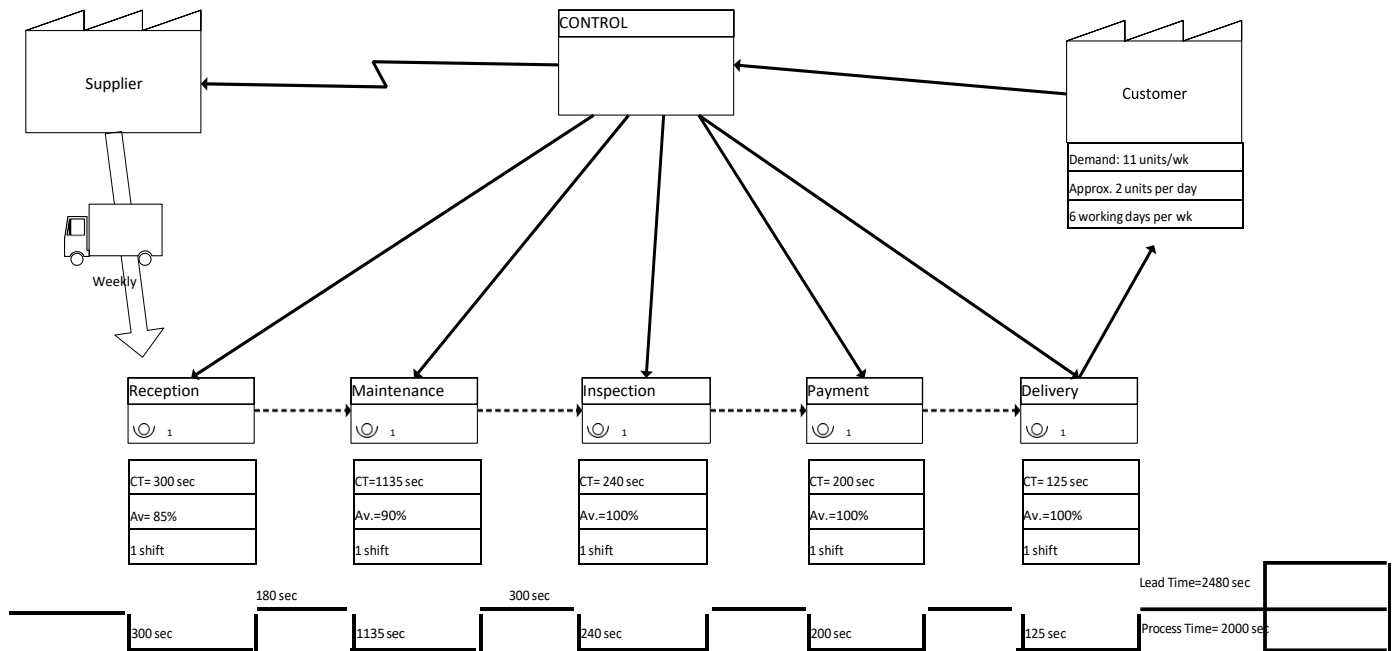 CONTROL
Supplier
Customer
Demand: 11 units/wk
Approx. 2 units per day
6 working days per wk
Weekly
Reception
Maintenance
Inspection
Payment
Delivery
1
1
1
1
1
CT= 300 sec
CT=1135 sec
CT= 240 sec
CT= 200 sec
CT= 125 sec
Av= 85%
Av.=90%
Av.=100%
Av.=100%
Av.=100%
1 shift
1 shift
1 shift
1 shift
1 shift
180 sec
300 sec
Lead Time=2480 sec
300 sec
1135 sec
240 sec
200 sec
125 sec
Process Time= 2000 sec